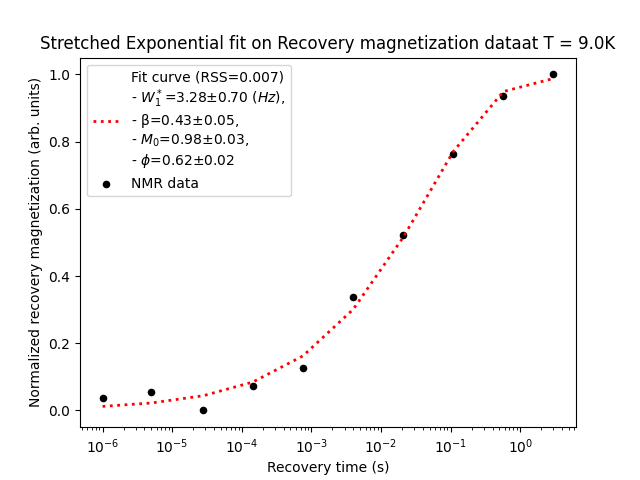 Stretched Exponential fit on Recovery magnetization dataat T = 9.0K
Normalized recovery magnetization (arb. units)
1.0
0.8
0.6
0.4
0.2
0.0
Fit curve (RSS=0.007)
- W₁*=3.28±0.70 (Hz),
- β=0.43±0.05,
- M₀=0.98±0.03,
- ϕ=0.62±0.02
NMR data
10⁻⁶ 10⁻⁵ 10⁻⁴ 10⁻³ 10⁻² 10⁻¹ 10⁰
Recovery time (s)